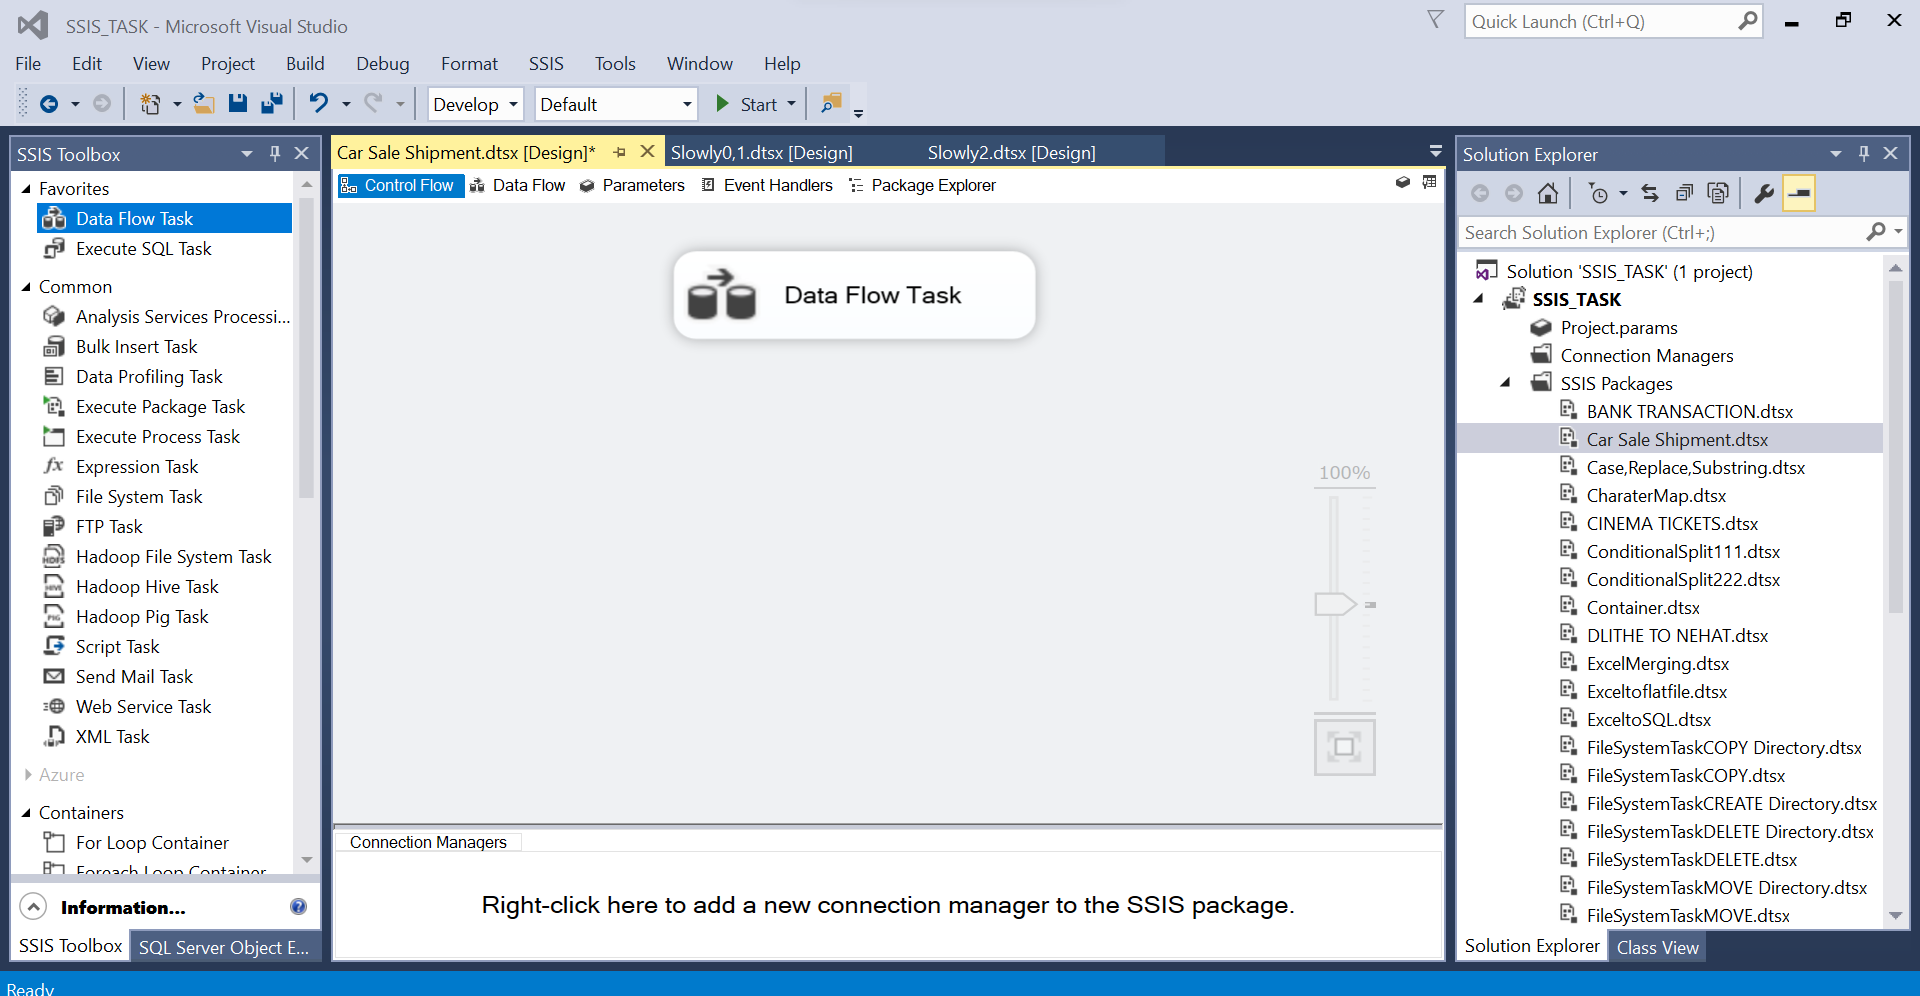 SSIS_TASK - Microsoft Visual Studio
Quick Launch (Ctrl+Q)
File Edit View Project Build Debug Format SSIS Tools Window Help
Develop Default Start
SSIS Toolbox
Favorites
Data Flow Task
Execute SQL Task
Common
Analysis Services Processi...
Bulk Insert Task
Data Profiling Task
Execute Package Task
Execute Process Task
fx Expression Task
File System Task
FTP Task
HDFS Hadoop File System Task
HIVE Hadoop Hive Task
PIG Hadoop Pig Task
Script Task
Send Mail Task
Web Service Task
XML Task
Azure
Containers
For Loop Container
Foreach Loop Container
Information...
SSIS Toolbox SQL Server Object E...
Car Sale Shipment.dtsx [Design]* Slowly0,1.dtsx [Design] Slowly2.dtsx [Design]
Control Flow Data Flow Parameters Event Handlers Package Explorer
Data Flow Task
100%
Connection Managers
Right-click here to add a new connection manager to the SSIS package.
Solution Explorer
Search Solution Explorer (Ctrl+;)
Solution 'SSIS_TASK' (1 project)
SSIS_TASK
Project.params
Connection Managers
SSIS Packages
BANK TRANSACTION.dtsx
Car Sale Shipment.dtsx
Case,Replace,Substring.dtsx
CharaterMap.dtsx
CINEMA TICKETS.dtsx
ConditionalSplit111.dtsx
ConditionalSplit222.dtsx
Container.dtsx
DLITHE TO NEHAT.dtsx
ExcelMerging.dtsx
Exceltoflatfile.dtsx
ExceltoSQL.dtsx
FileSystemTaskCOPY Directory.dtsx
FileSystemTaskCOPY.dtsx
FileSystemTaskCREATE Directory.dtsx
FileSystemTaskDELETE Directory.dtsx
FileSystemTaskDELETE.dtsx
FileSystemTaskMOVE Directory.dtsx
FileSystemTaskMOVE.dtsx
Solution Explorer Class View
Ready